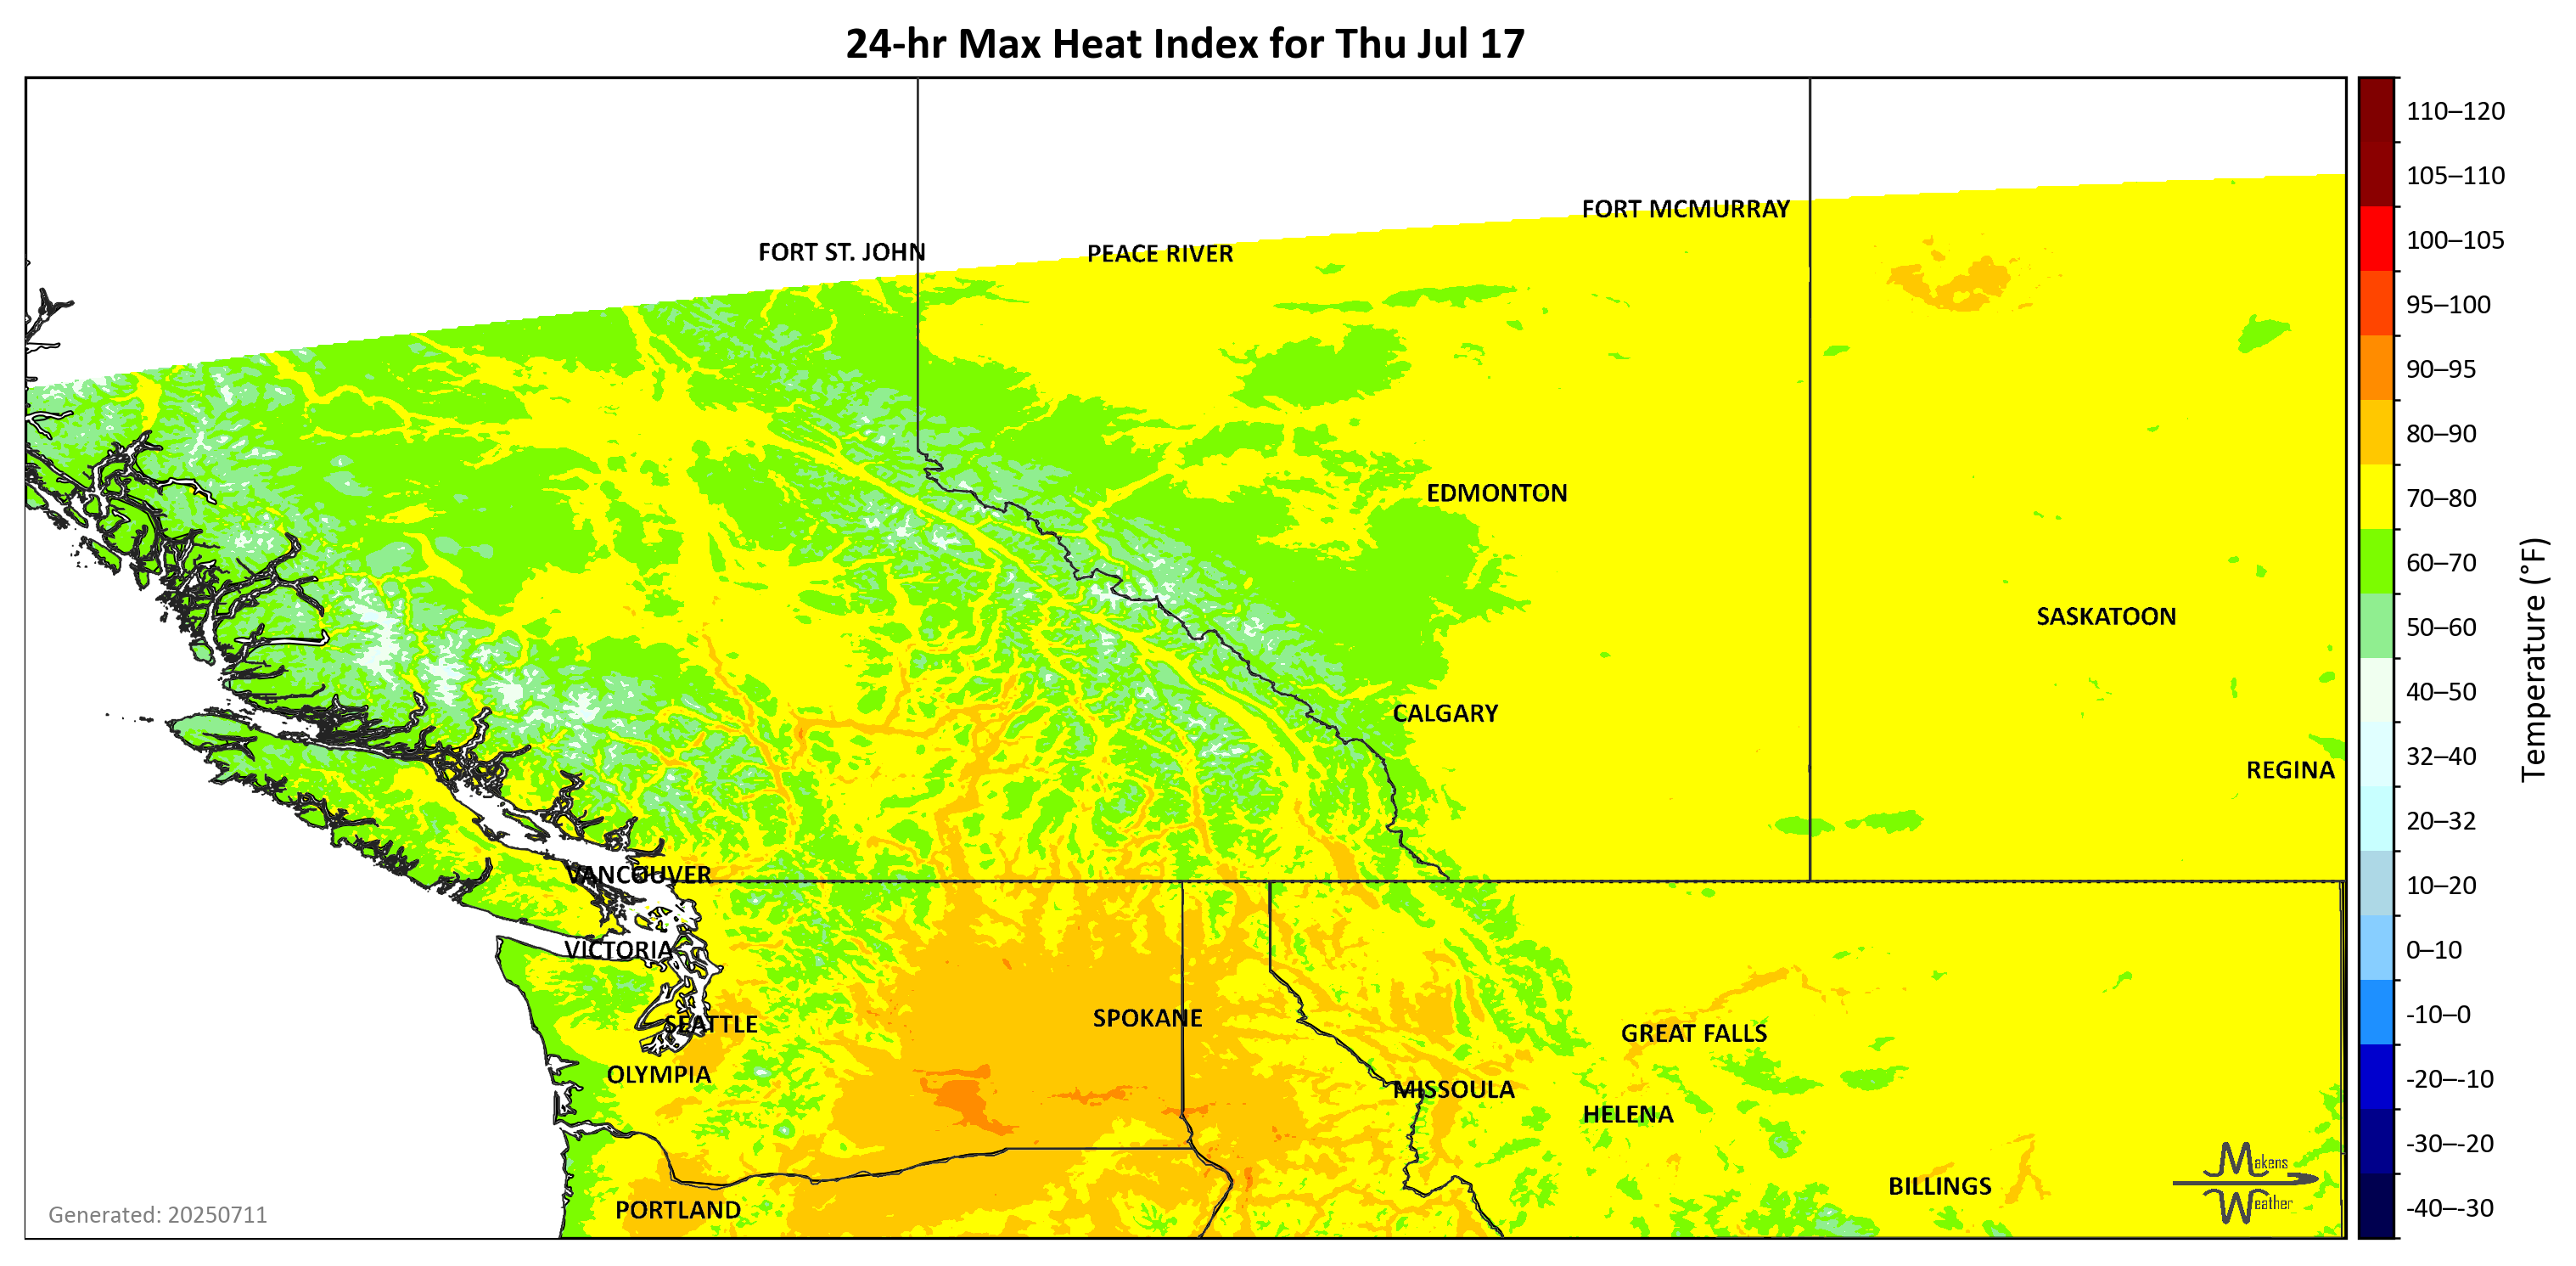 24-hr Max Heat Index for Thu Jul 17
110–120
105–110
FORT MCMURRAY
100–105
FORT ST. JOHN
PEACE RIVER
95–100
90–95
80–90
EDMONTON
70–80
60–70
SASKATOON
50–60
40–50
CALGARY
32–40
REGINA
Temperature (°F)
20–32
VANCOUVER
10–20
VICTORIA
0–10
SPOKANE
-10–0
SEATTLE
GREAT FALLS
OLYMPIA
-20–-10
MISSOULA
HELENA
-30–-20
Makens
Weather
BILLINGS
-40–-30
PORTLAND
Generated: 20250711